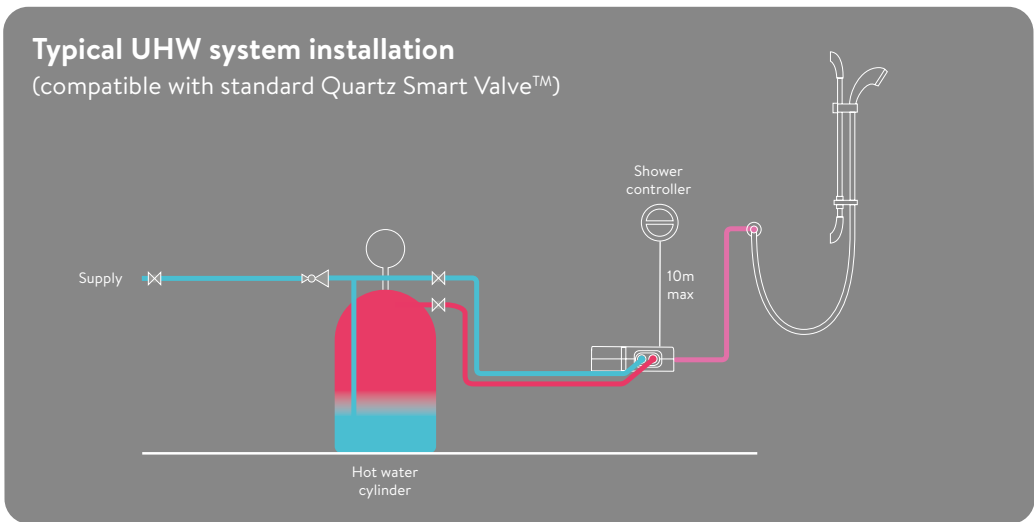 Typical UHW system installation
(compatible with standard Quartz Smart Valve™)
Shower
controller
Supply
10m
max
Hot water
cylinder